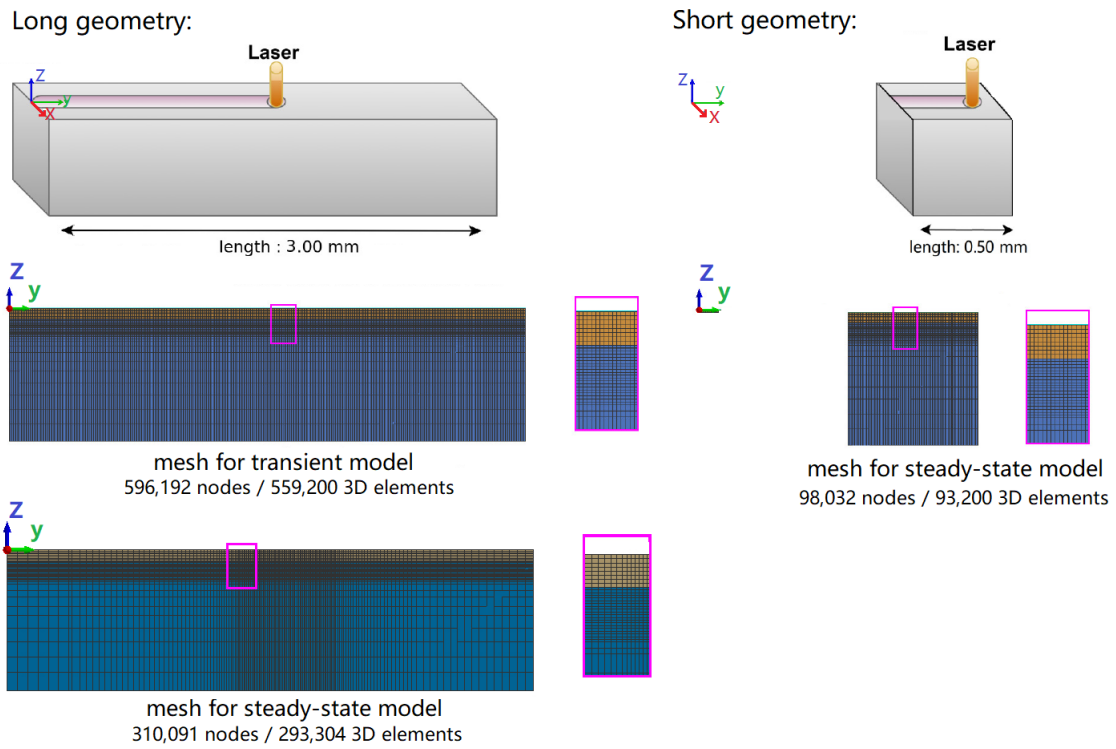 Long geometry:
Laser
Z
y
X
length : 3.00 mm
Z
y
mesh for transient model
596,192 nodes / 559,200 3D elements
Z
y
mesh for steady-state model
310,091 nodes / 293,304 3D elements
Short geometry:
Laser
Z
y
X
length: 0.50 mm
Z
y
mesh for steady-state model
98,032 nodes / 93,200 3D elements